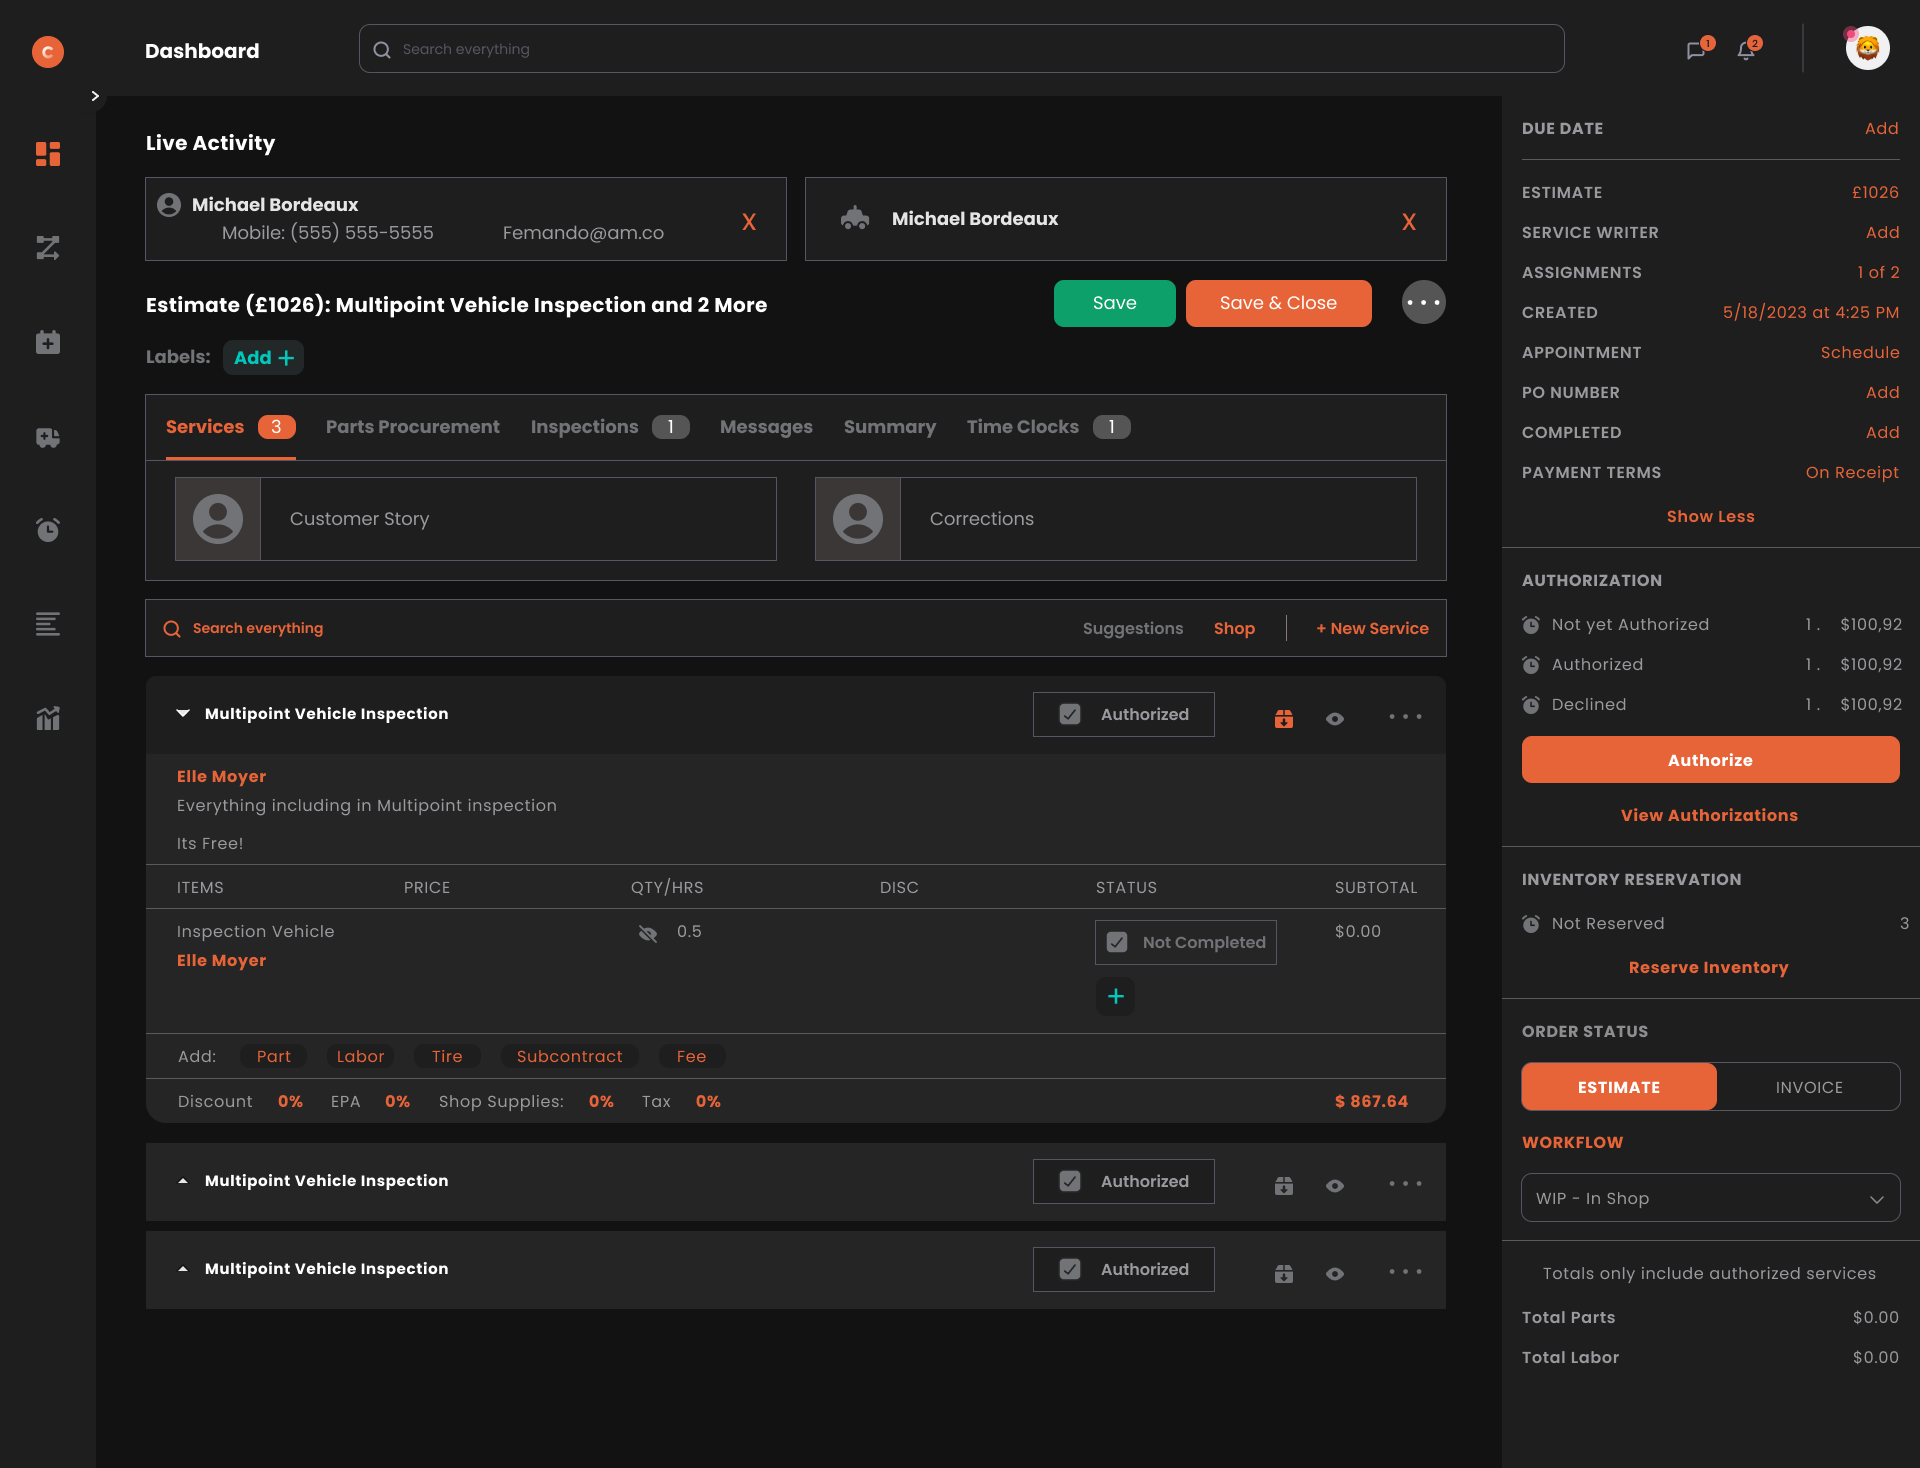 C
Dashboard
Search everything
1
2
Live Activity
Michael Bordeaux
Mobile: (555) 555-5555 Femando@am.co
X
Michael Bordeaux
X
Estimate (£1026): Multipoint Vehicle Inspection and 2 More
Save
Save & Close
Labels: Add +
Services 3 Parts Procurement Inspections 1 Messages Summary Time Clocks 1
Customer Story
Corrections
Search everything
Suggestions Shop + New Service
Multipoint Vehicle Inspection
Authorized
Elle Moyer
Everything including in Multipoint inspection
Its Free!
ITEMS PRICE QTY/HRS DISC STATUS SUBTOTAL
Inspection Vehicle 0.5 Not Completed $0.00
Elle Moyer
+
Add: Part Labor Tire Subcontract Fee
Discount 0% EPA 0% Shop Supplies: 0% Tax 0% $ 867.64
Multipoint Vehicle Inspection
Authorized
Multipoint Vehicle Inspection
Authorized
DUE DATE Add
ESTIMATE £1026
SERVICE WRITER Add
ASSIGNMENTS 1 of 2
CREATED 5/18/2023 at 4:25 PM
APPOINTMENT Schedule
PO NUMBER Add
COMPLETED Add
PAYMENT TERMS On Receipt
Show Less
AUTHORIZATION
Not yet Authorized 1 . $100,92
Authorized 1 . $100,92
Declined 1 . $100,92
Authorize
View Authorizations
INVENTORY RESERVATION
Not Reserved 3
Reserve Inventory
ORDER STATUS
ESTIMATE INVOICE
WORKFLOW
WIP - In Shop
Totals only include authorized services
Total Parts $0.00
Total Labor $0.00